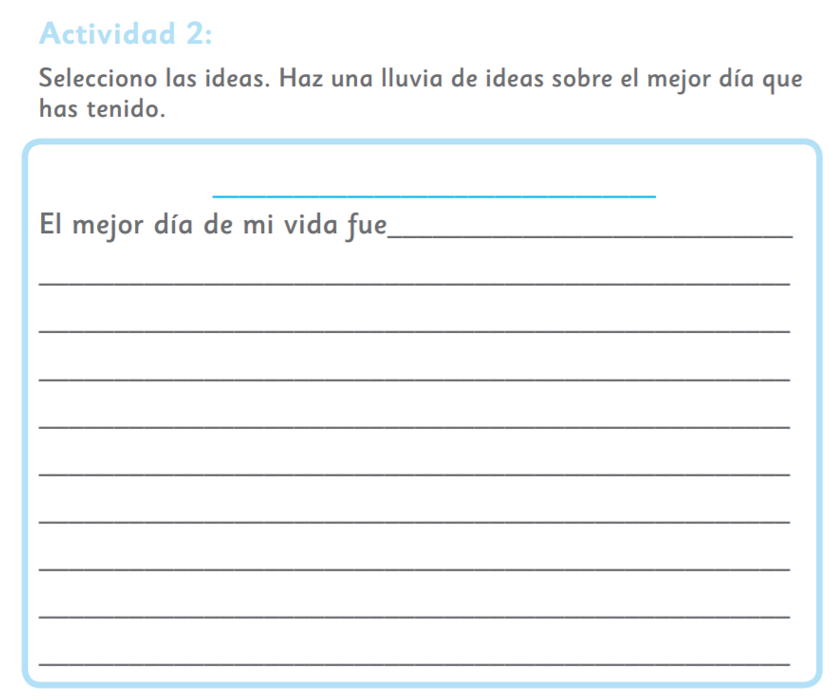 Actividad 2:
Selecciono las ideas. Haz una lluvia de ideas sobre el mejor día que
has tenido.
El mejor día de mi vida fue